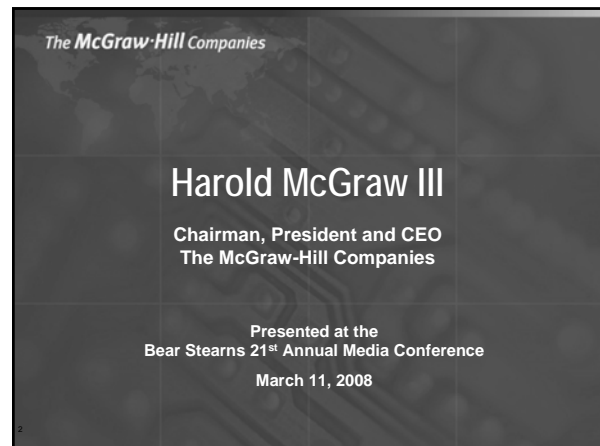 The McGraw·Hill Companies
Harold McGraw III
Chairman, President and CEO
The McGraw-Hill Companies
Presented at the
Bear Stearns 21st Annual Media Conference
March 11, 2008
2